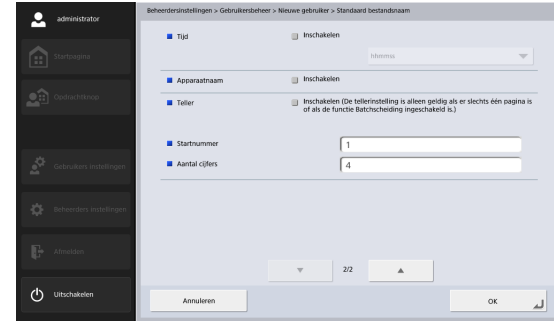 administrator
Startpagina
Opdrachtknop
Gebruikers Instellingen
Beheerders Instellingen
Afmelden
Uitschakelen
Beheerdersinstellingen > Gebruikersbeheer > Nieuwe gebruiker > Standaard bestandsnaam
Tijd
Inschakelen
hhmmss
Apparaatnaam
Inschakelen
Teller
Inschakelen (De tellerinstelling is alleen geldig als er slechts één pagina is
of als de functie Batchscheiding ingeschakeld is.)
Startnummer
1
Aantal cijfers
4
2/2
Annuleren
OK